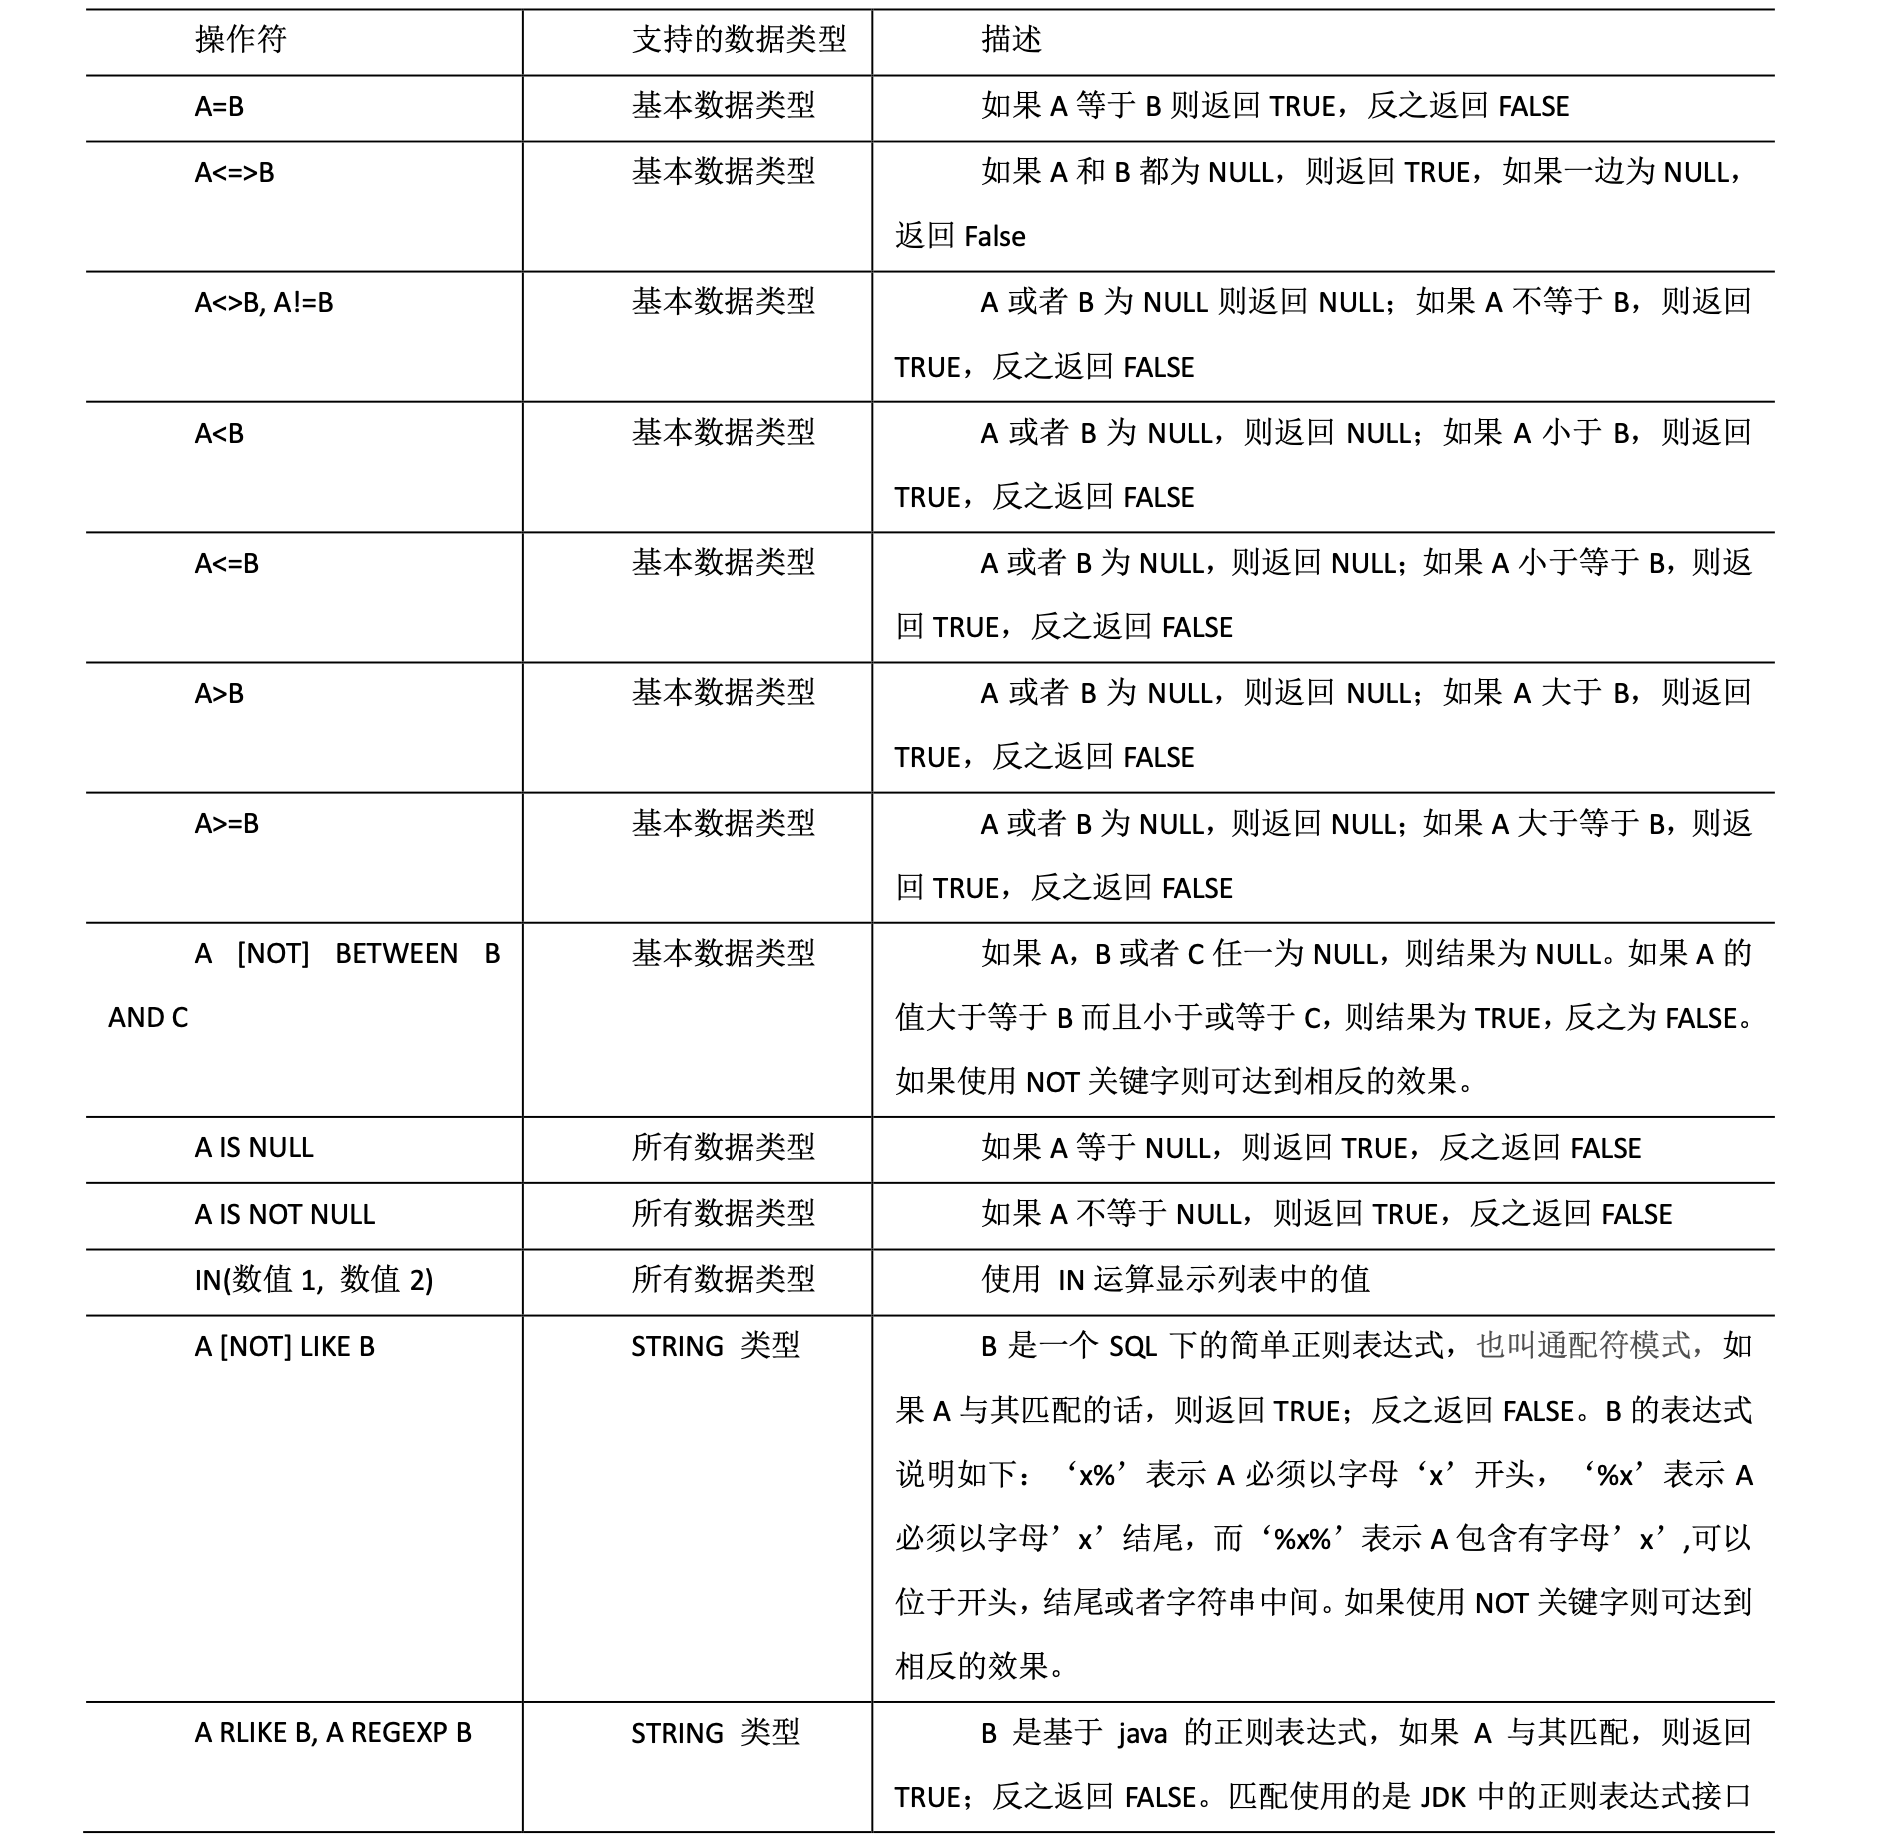 操作符 支持的数据类型 描述
A=B 基本数据类型 如果 A 等于 B 则返回 TRUE，反之返回 FALSE
A<=>B 基本数据类型 如果 A 和 B 都为 NULL，则返回 TRUE，如果一边为 NULL，
返回 False
A<>B, A!=B 基本数据类型 A 或者 B 为 NULL 则返回 NULL；如果 A 不等于 B，则返回
TRUE，反之返回 FALSE
A<B 基本数据类型 A 或者 B 为 NULL，则返回 NULL；如果 A 小于 B，则返回
TRUE，反之返回 FALSE
A<=B 基本数据类型 A 或者 B 为 NULL，则返回 NULL；如果 A 小于等于 B，则返
回 TRUE，反之返回 FALSE
A>B 基本数据类型 A 或者 B 为 NULL，则返回 NULL；如果 A 大于 B，则返回
TRUE，反之返回 FALSE
A>=B 基本数据类型 A 或者 B 为 NULL，则返回 NULL；如果 A 大于等于 B，则返
回 TRUE，反之返回 FALSE
A [NOT] BETWEEN B 基本数据类型 如果 A，B 或者 C 任一为 NULL，则结果为 NULL。如果 A 的
AND C 值大于等于 B 而且小于或等于 C，则结果为 TRUE，反之为 FALSE。
如果使用 NOT 关键字则可达到相反的效果。
A IS NULL 所有数据类型 如果 A 等于 NULL，则返回 TRUE，反之返回 FALSE
A IS NOT NULL 所有数据类型 如果 A 不等于 NULL，则返回 TRUE，反之返回 FALSE
IN(数值 1, 数值 2) 所有数据类型 使用 IN 运算显示列表中的值
A [NOT] LIKE B STRING 类型 B 是一个 SQL 下的简单正则表达式，也叫通配符模式，如
果 A 与其匹配的话，则返回 TRUE；反之返回 FALSE。B 的表达式
说明如下：‘x%’表示 A 必须以字母‘x’开头，‘%x’表示 A
必须以字母’x’结尾，而‘%x%’表示 A 包含有字母’x’,可以
位于开头，结尾或者字符串中间。如果使用 NOT 关键字则可达到
相反的效果。
A RLIKE B, A REGEXP B STRING 类型 B 是基于 java 的正则表达式，如果 A 与其匹配，则返回
TRUE；反之返回 FALSE。匹配使用的是 JDK 中的正则表达式接口